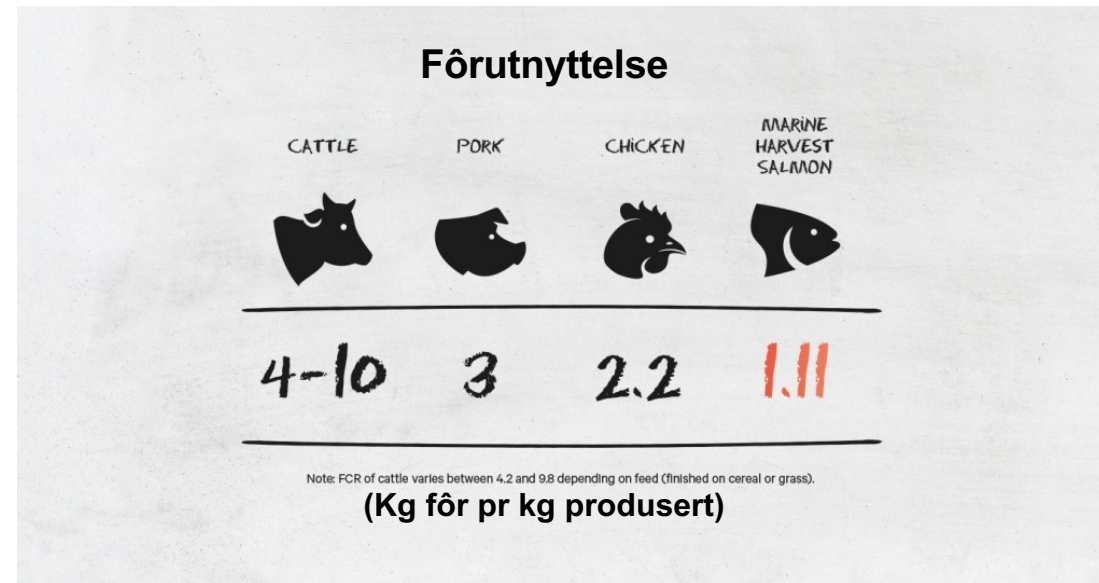 Fôrutnyttelse
CATTLE
PORK
CHiCKEN
MARiNE
HARVEST
SALMON
4-10
3
2.2
1.11
Note: FCR of cattle varies between 4.2 and 9.8 depending on feed (finished on cereal or grass).
(Kg fôr pr kg produsert)